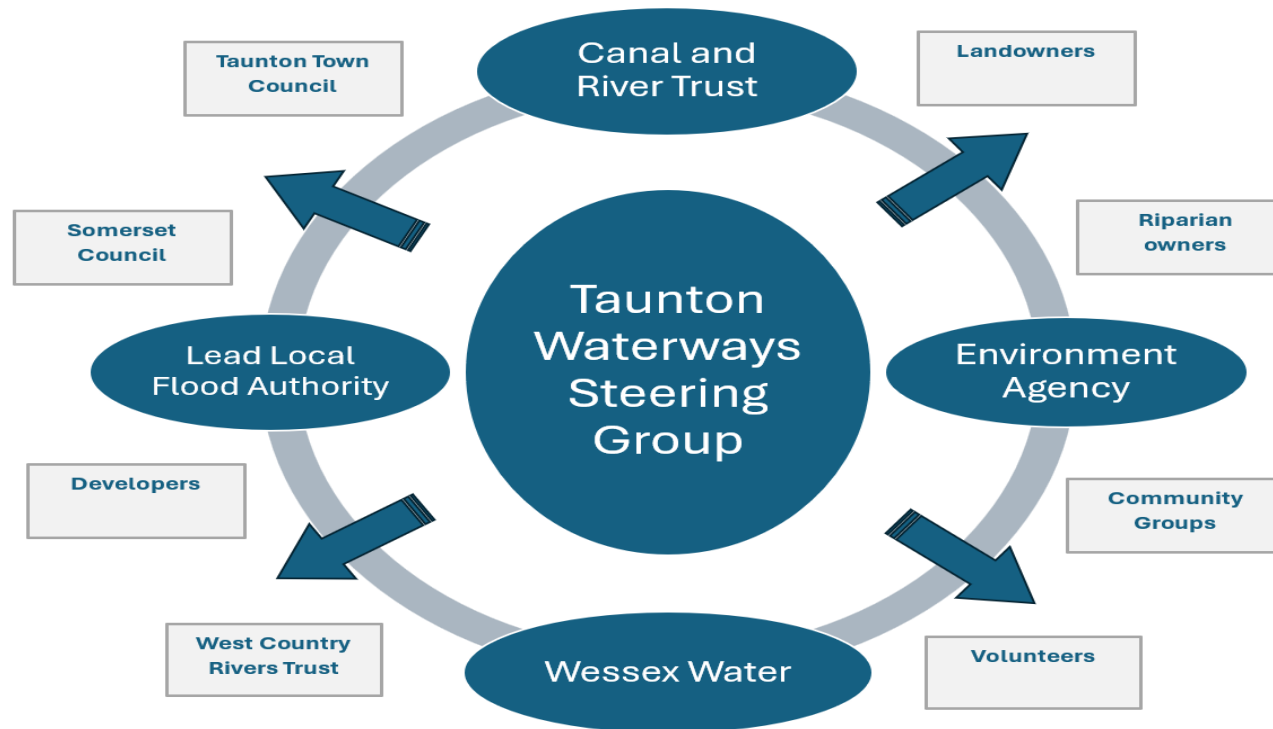 Canal and
River Trust
Taunton Town
Council
Landowners
Somerset
Council
Riparian
owners
Taunton
Waterways
Steering
Group
Lead Local
Flood Authority
Environment
Agency
Developers
Community
Groups
West Country
Rivers Trust
Wessex Water
Volunteers